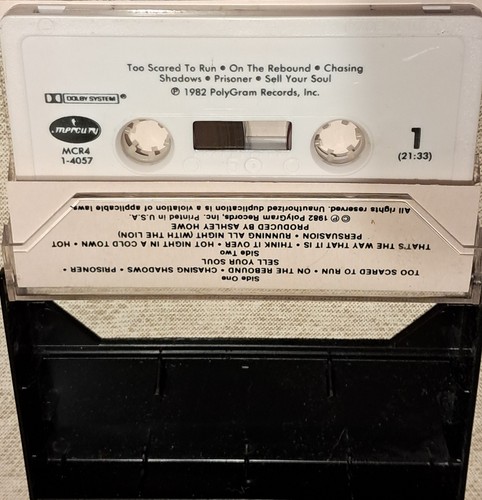 Too Scared To Run • On The Rebound • Chasing
Shadows • Prisoner • Sell Your Soul
℗ 1982 PolyGram Records, Inc.
DOLBY SYSTEM®
mercury
MCR4
1-4057
1
(21:33)
Side One
TOO SCARED TO RUN • ON THE REBOUND • CHASING SHADOWS • PRISONER •
SELL YOUR SOUL
Side Two
THAT'S THE WAY THAT IT IS • THINK IT OVER • HOT NIGHT IN A COLD TOWN • HOT
PERSUASION • RUNNING ALL NIGHT (WITH THE LION)
PRODUCED BY ASHLEY HOWE
©℗ 1982 PolyGram Records, Inc. Printed in U.S.A.
All rights reserved. Unauthorized duplication is a violation of applicable laws.